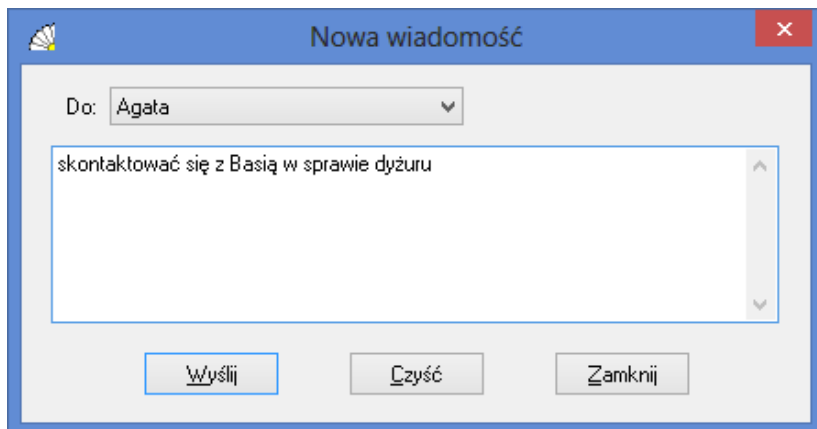 Nowa wiadomość
Do: Agata
skontaktować się z Basią w sprawie dyżuru
Wyślij Czyść Zamknij